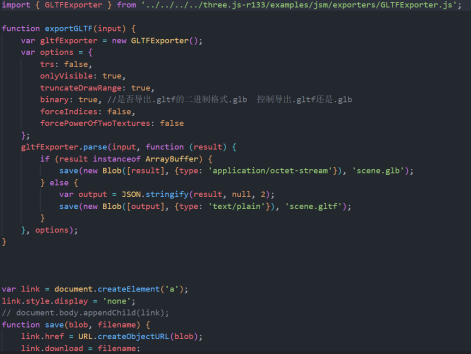 import { GLTFExporter } from '../../../../three.js-r133/examples/jsm/exporters/GLTFExporter.js';
function exportGLTF(input) {
    var gltfExporter = new GLTFExporter();
    var options = {
        trs: false,
        onlyVisible: true,
        truncateDrawRange: true,
        binary: true, //是否导出.gltf的二进制格式.glb  控制导出.gltf还是.glb
        forceIndices: false,
        forcePowerOfTwoTextures: false
    };
    gltfExporter.parse(input, function (result) {
        if (result instanceof ArrayBuffer) {
            save(new Blob([result], {type: 'application/octet-stream'}), 'scene.glb');
        } else {
            var output = JSON.stringify(result, null, 2);
            save(new Blob([output], {type: 'text/plain'}), 'scene.gltf');
        }
    }, options);
}
var link = document.createElement('a');
link.style.display = 'none';
// document.body.appendChild(link);
function save(blob, filename) {
    link.href = URL.createObjectURL(blob);
    link.download = filename;